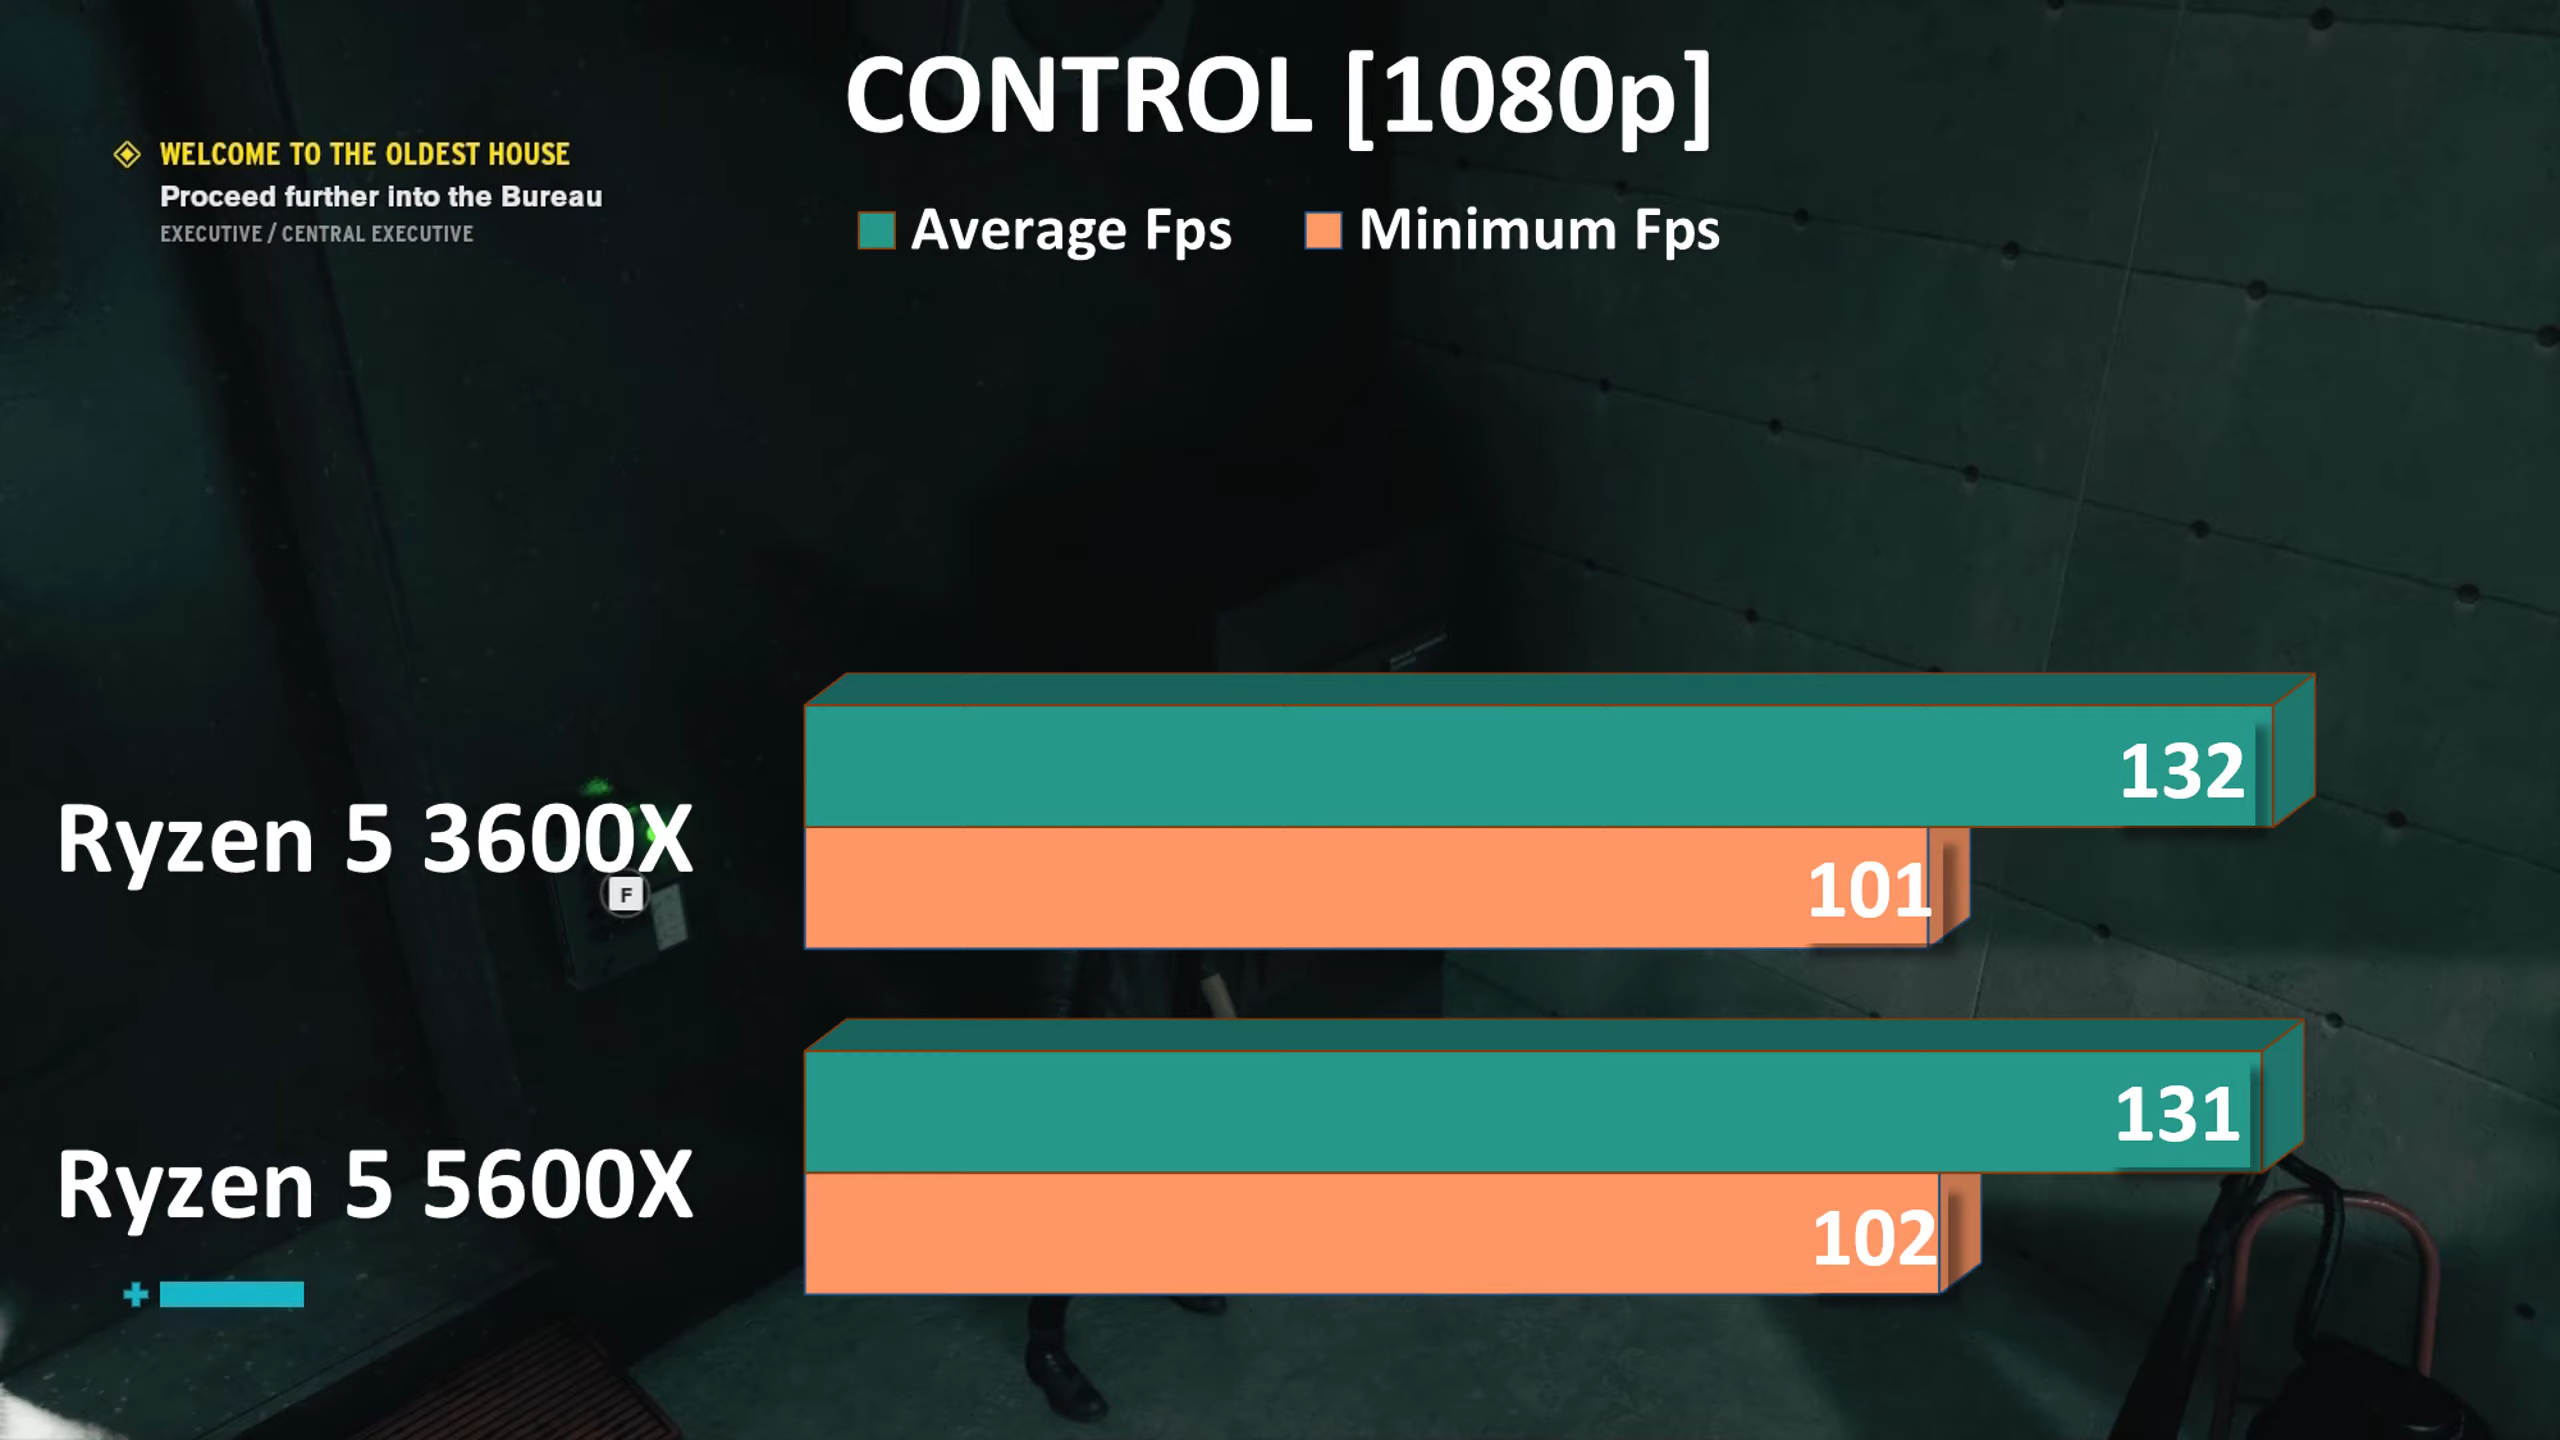 CONTROL [1080p]
WELCOME TO THE OLDEST HOUSE
Proceed further into the Bureau
EXECUTIVE / CENTRAL EXECUTIVE
Average Fps
Minimum Fps
132
Ryzen 5 3600X
F
101
131
Ryzen 5 5600X
102